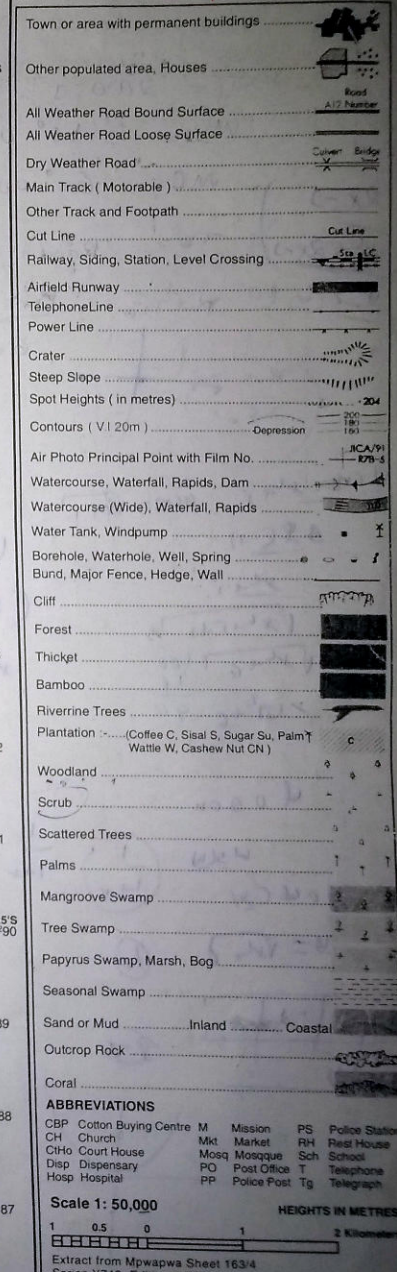 Town or area with permanent buildings
Other populated area, Houses
Road
A17 Number
All Weather Road Bound Surface
All Weather Road Loose Surface
Culvert Bridge
Dry Weather Road
Main Track ( Motorable )
Other Track and Footpath
Cut Line Cut Line
Railway, Siding, Station, Level Crossing Sta LC
Airfield Runway
TelephoneLine
Power Line
Crater
Steep Slope
Spot Heights ( in metres) 204
Contours ( V.I 20m ) Depression 200 180 160
Air Photo Principal Point with Film No. JICA/91
Watercourse, Waterfall, Rapids, Dam
Watercourse (Wide), Waterfall, Rapids
Water Tank, Windpump
Borehole, Waterhole, Well, Spring
Bund, Major Fence, Hedge, Wall
Cliff
Forest
Thicket
Bamboo
Riverrine Trees
Plantation :- (Coffee C, Sisal S, Sugar Su, Palm C
Wattle W, Cashew Nut CN )
Woodland
Scrub
Scattered Trees
Palms
Mangroove Swamp
5'S
Tree Swamp
'90
Papyrus Swamp, Marsh, Bog
Seasonal Swamp
89 Sand or Mud Inland Coastal
Outcrop Rock
Coral
ABBREVIATIONS
88 CBP Cotton Buying Centre M Mission PS Police Station
CH Church Mkt Market RH Rest House
CtHo Court House Mosq Mosqque Sch School
Disp Dispensary PO Post Office T Telephone
Hosp Hospital PP Police Post Tg Telegraph
87 Scale 1: 50,000 HEIGHTS IN METRES
1 0.5 0 1 2 Kilometer
Extract from Mpwapwa Sheet 163/4